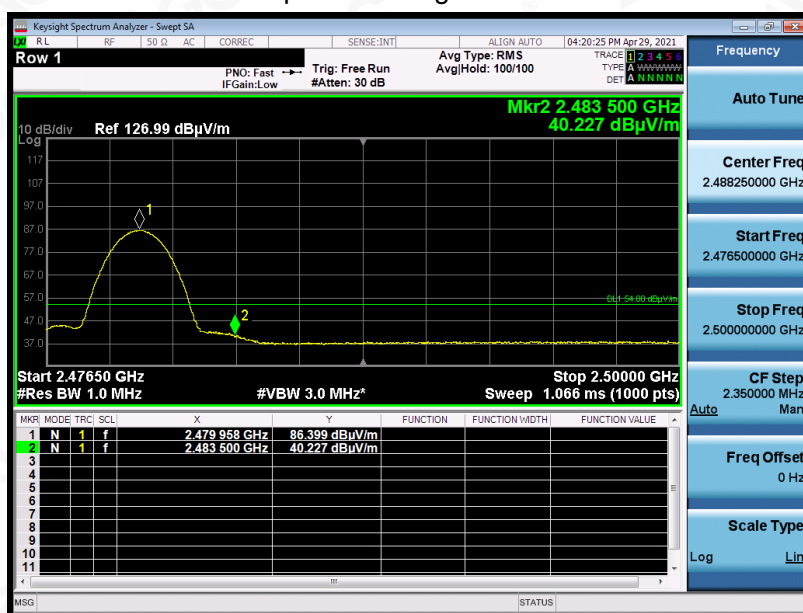 Keysight Spectrum Analyzer - Swept SA
LXI RL RF 50 Ω AC CORREC SENSE:INT ALIGN AUTO 04:20:25 PM Apr 29, 2021
Row 1
PNO: Fast
IFGain:Low
Trig: Free Run
#Atten: 30 dB
Avg Type: RMS
Avg|Hold: 100/100
TRACE 1 2 3 4 5 6
TYPE A WWWWW
DET A N N N N N
Mkr2 2.483 500 GHz
40.227 dBµV/m
10 dB/div Ref 126.99 dBµV/m
Log
117
107
97.0
87.0
77.0
67.0
57.0
47.0
37.0
1
2
DL1 54.00 dBµV/m
Start 2.47650 GHz Stop 2.50000 GHz
#Res BW 1.0 MHz #VBW 3.0 MHz* Sweep 1.066 ms (1000 pts)
MKR MODE TRC SCL X Y FUNCTION FUNCTION WIDTH FUNCTION VALUE
1 N 1 f 2.479 958 GHz 86.399 dBµV/m
2 N 1 f 2.483 500 GHz 40.227 dBµV/m
3
4
5
6
7
8
9
10
11
MSG STATUS
Frequency
Auto Tune
Center Freq
2.488250000 GHz
Start Freq
2.476500000 GHz
Stop Freq
2.500000000 GHz
CF Step
2.350000 MHz
Auto Man
Freq Offset
0 Hz
Scale Type
Log Lin